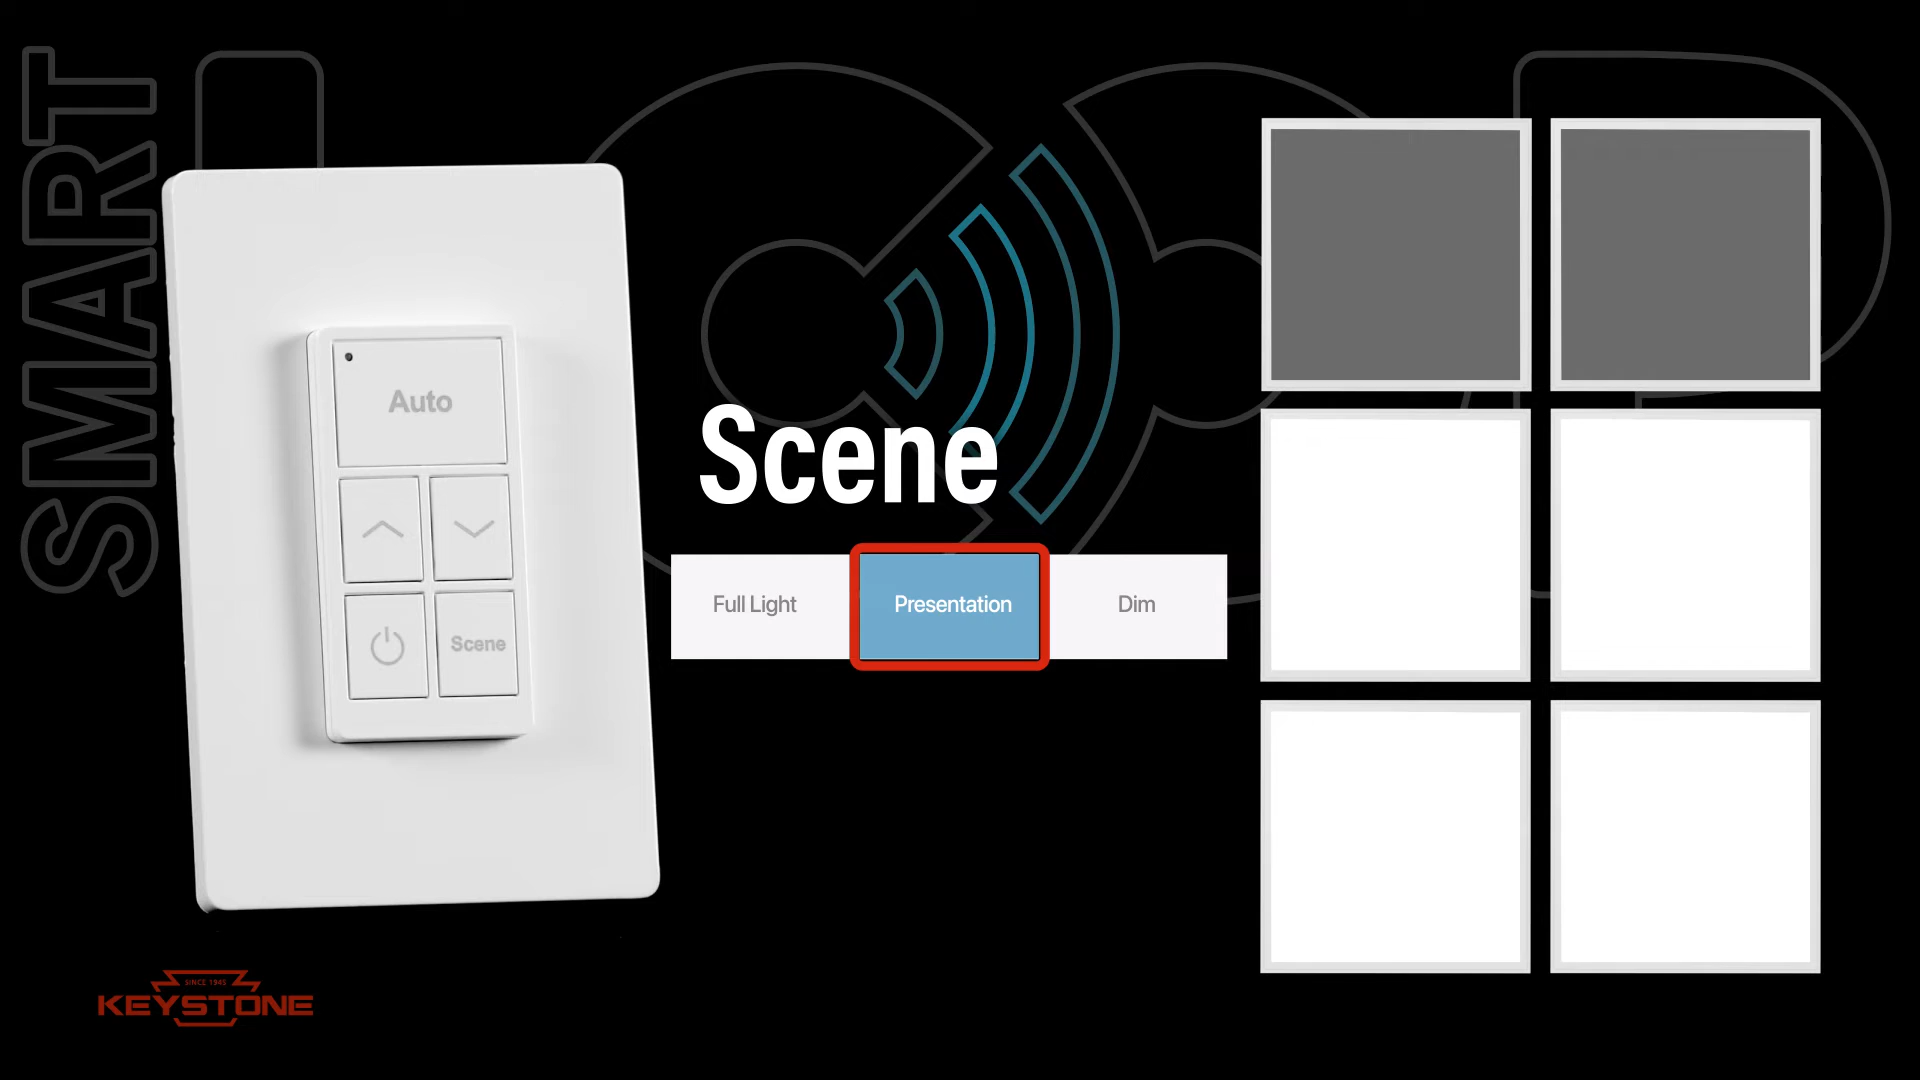 SMART
Auto
Scene
Scene
Full Light
Presentation
Dim
SINCE 1945
KEYSTONE